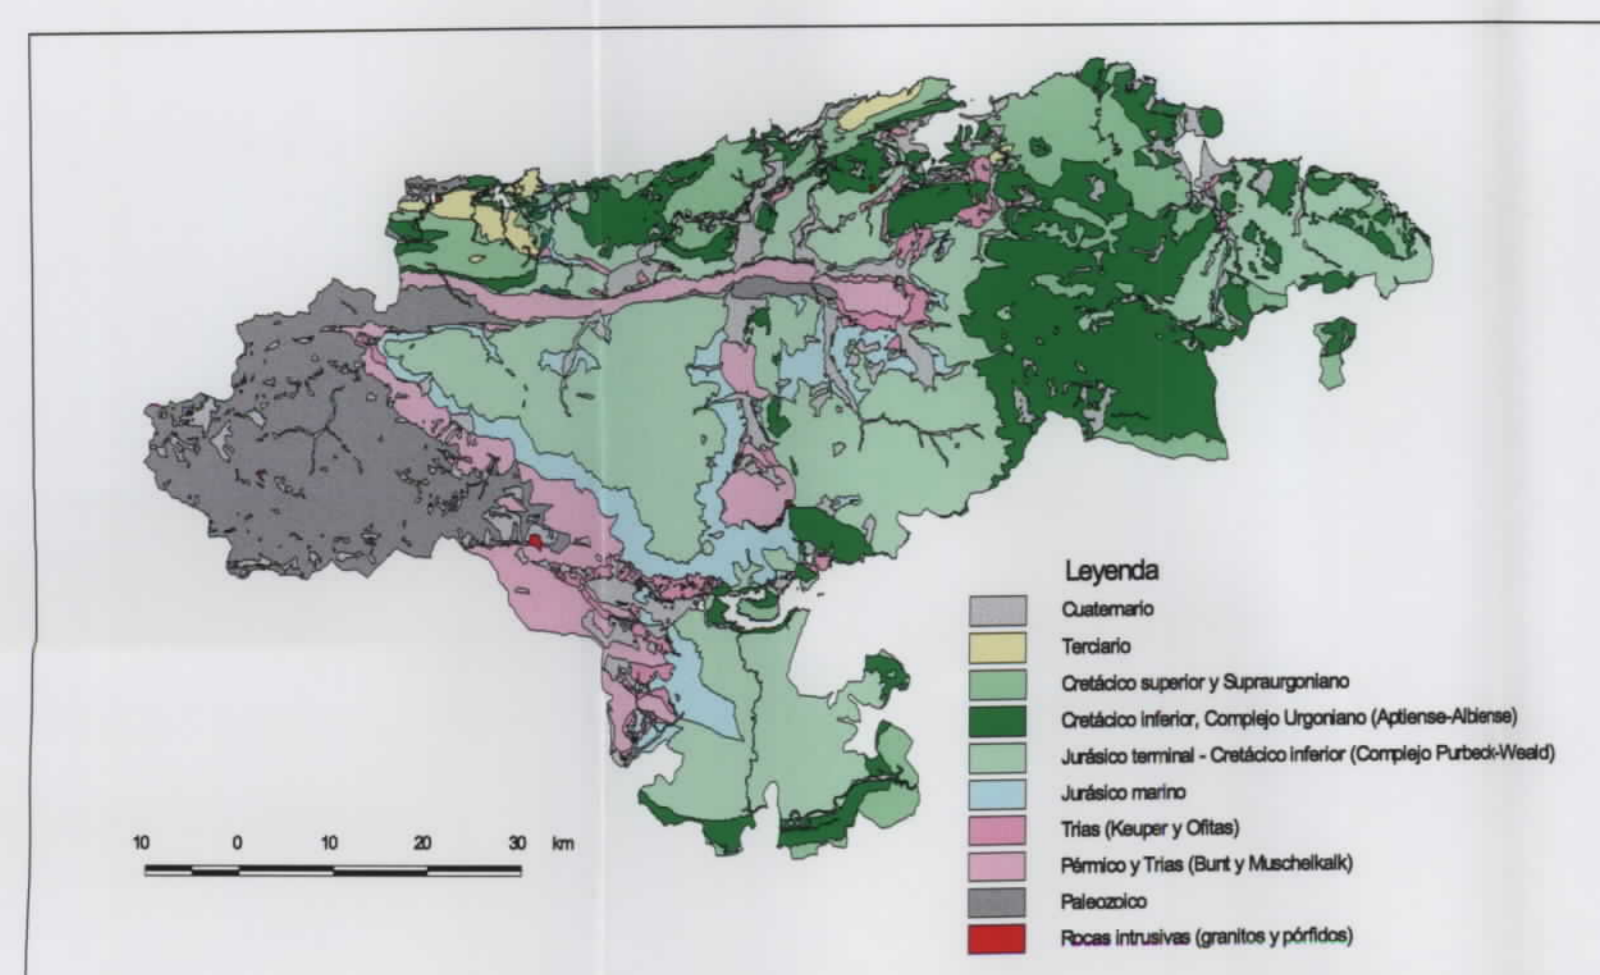 Leyenda
Cuaternario
Terciario
Cretácico superior y Supraurgoniano
Cretácico inferior, Complejo Urgoniano (Aptiense-Albiense)
Jurásico terminal - Cretácico inferior (Complejo Purbeck-Weald)
Jurásico marino
Trias (Keuper y Ofitas)
Pérmico y Trias (Bunt y Muschelkalk)
Paleozoico
Rocas intrusivas (granitos y pórfidos)
10 0 10 20 30 km